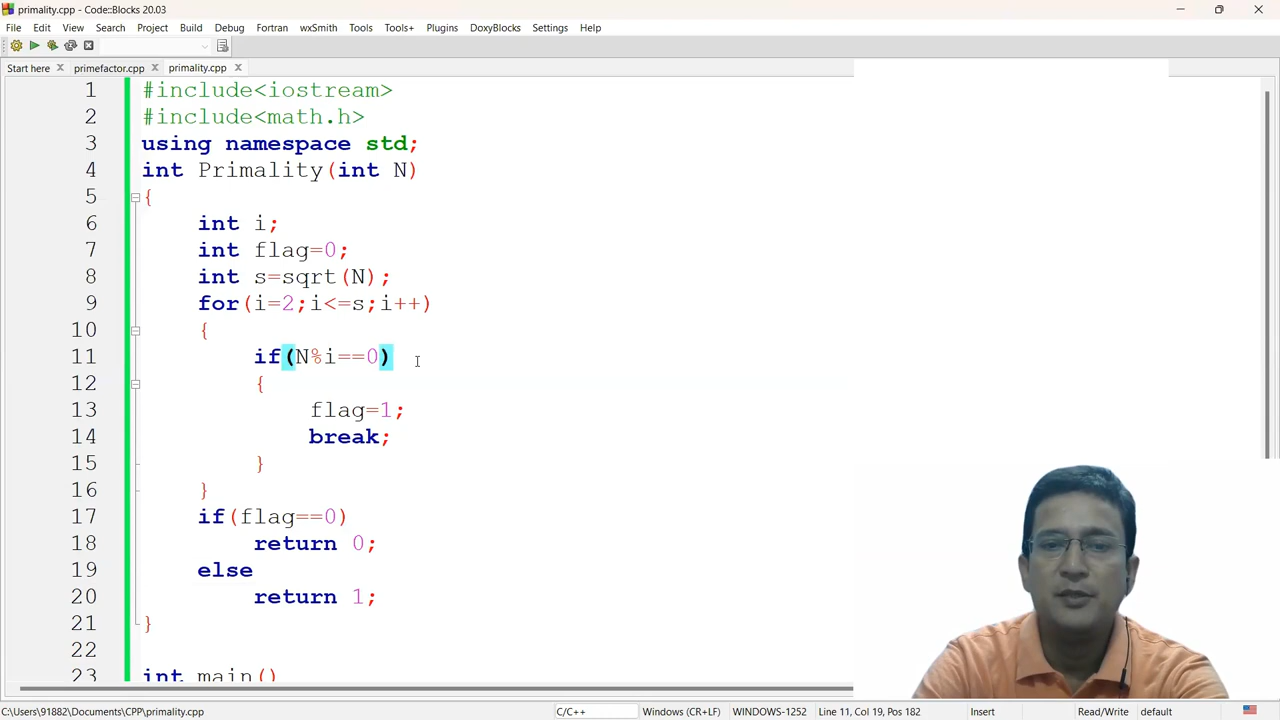 primality.cpp - Code::Blocks 20.03
File Edit View Search Project Build Debug Fortran wxSmith Tools Tools+ Plugins DoxyBlocks Settings Help
Start here primefactor.cpp primality.cpp
1 #include<iostream>
2 #include<math.h>
3 using namespace std;
4 int Primality(int N)
5 {
6 int i;
7 int flag=0;
8 int s=sqrt(N);
9 for(i=2;i<=s;i++)
10 {
11 if(N%i==0)
12 {
13 flag=1;
14 break;
15 }
16 }
17 if(flag==0)
18 return 0;
19 else
20 return 1;
21 }
22
23 int main()
C:\Users\91882\Documents\CPP\primality.cpp C/C++ Windows (CR+LF) WINDOWS-1252 Line 11, Col 19, Pos 182 Insert Read/Write default